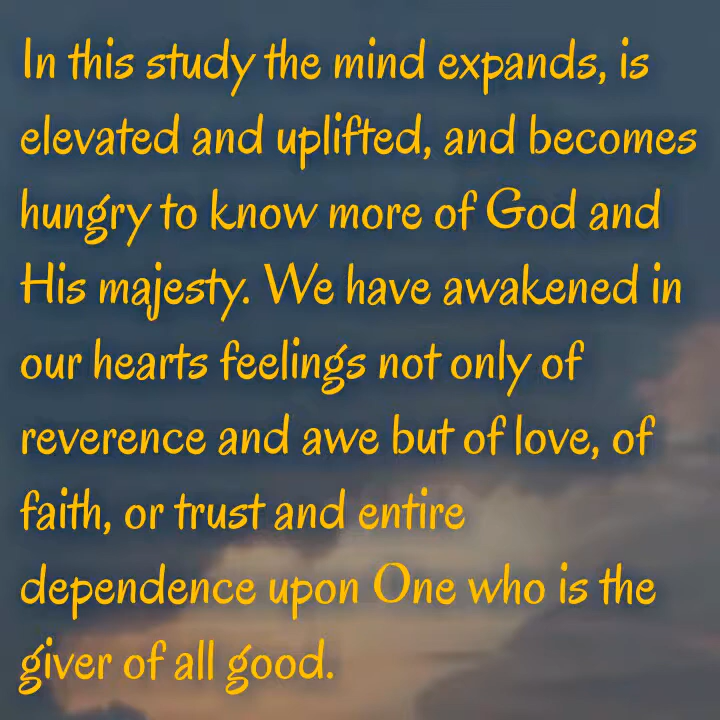 In this study the mind expands, is
elevated and uplifted, and becomes
hungry to know more of God and
His majesty. We have awakened in
our hearts feelings not only of
reverence and awe but of love, of
faith, or trust and entire
dependence upon One who is the
giver of all good.